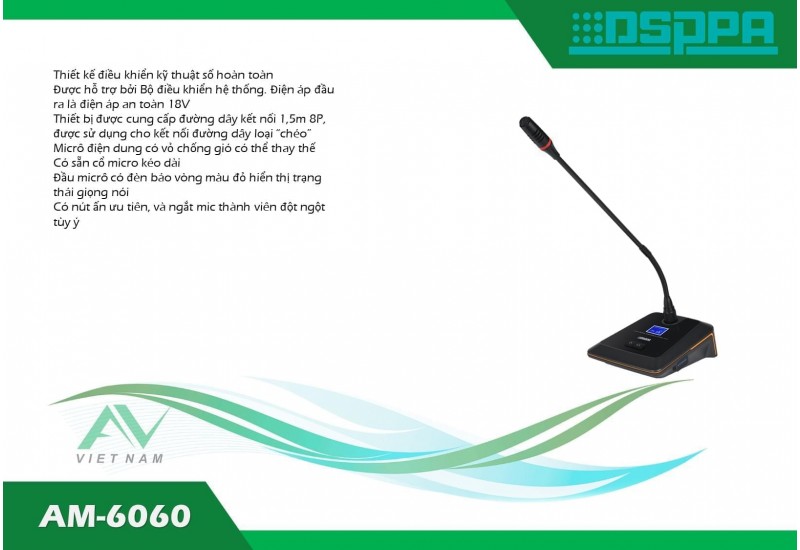 DSPPA
Thiết kế điều khiển kỹ thuật số hoàn toàn
Được hỗ trợ bởi Bộ điều khiển hệ thống. Điện áp đầu
ra là điện áp an toàn 18V
Thiết bị được cung cấp đường dây kết nối 1,5m 8P,
được sử dụng cho kết nối đường dây loại “chéo”
Micrô điện dung có vỏ chống gió có thể thay thế
Có sẵn cổ micro kéo dài
Đầu micrô có đèn báo vòng màu đỏ hiển thị trạng
thái giọng nói
Có nút ấn ưu tiên, và ngắt mic thành viên đột ngột
tùy ý
AV
VIET NAM
AM-6060